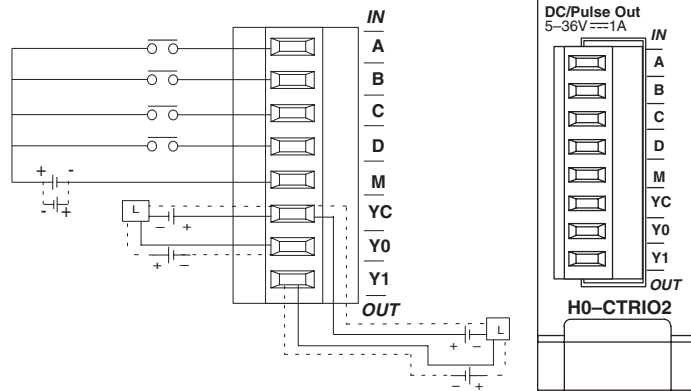 IN
A
B
C
D
+ -
- +
M
L
- +
YC
+ -
Y0
Y1
OUT
L
+ -
- +
DC/Pulse Out
5–36V ⎓ 1A
IN
A
B
C
D
M
YC
Y0
Y1
OUT
H0–CTRIO2